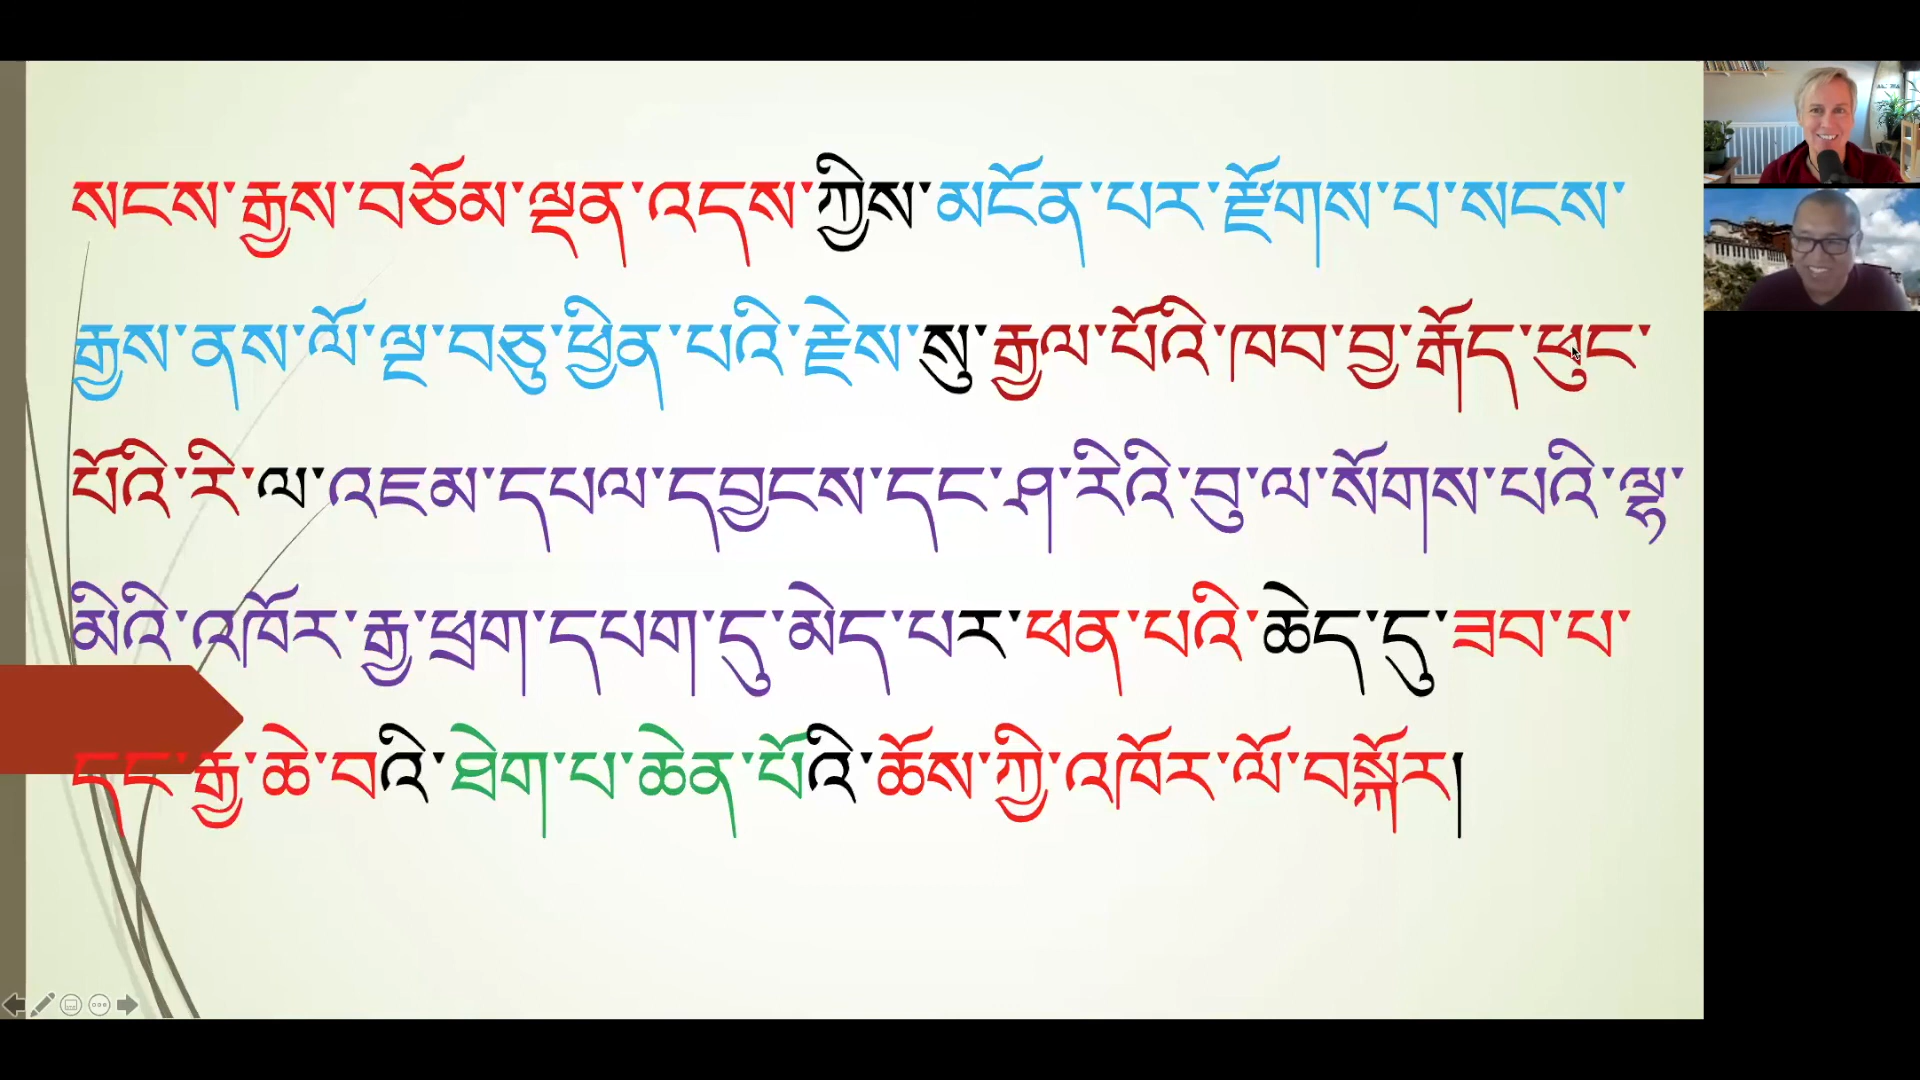 སངས་རྒྱས་བཅོམ་ལྡན་འདས་ཀྱིས་མངོན་པར་རྫོགས་པ་སངས་
རྒྱས་ནས་ལོ་ལྔ་བཅུ་ཕྱིན་པའི་རྗེས་སུ་རྒྱལ་པོའི་ཁབ་བྱ་རྒོད་ཕུང་
པོའི་རི་ལ་འཇམ་དཔལ་དབྱངས་དང་ཤ་རིའི་བུ་ལ་སོགས་པའི་ལྷ་
མིའི་འཁོར་རྒྱ་ཕྲག་དཔག་ཏུ་མེད་པར་ཕན་པའི་ཆེད་དུ་ཟབ་པ་
དང་རྒྱ་ཆེ་བའི་ཐེག་པ་ཆེན་པོའི་ཆོས་ཀྱི་འཁོར་ལོ་བསྐོར།